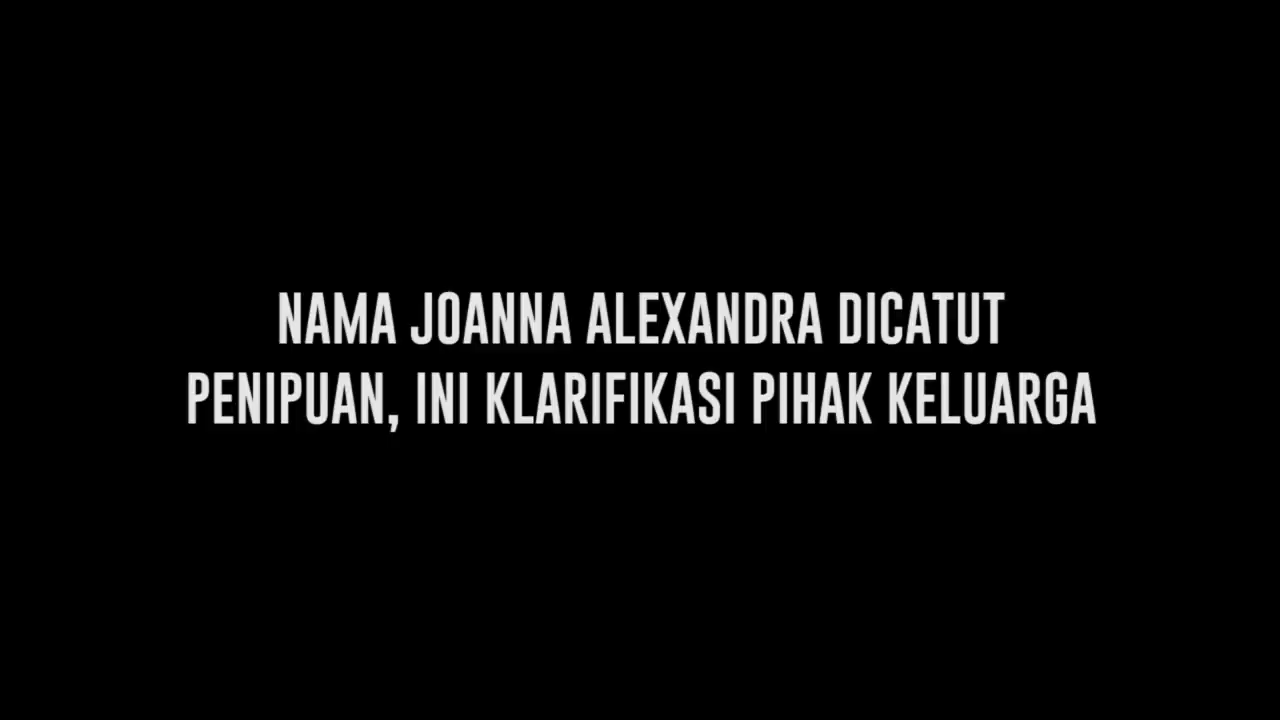 NAMA JOANNA ALEXANDRA DICATUT
PENIPUAN, INI KLARIFIKASI PIHAK KELUARGA